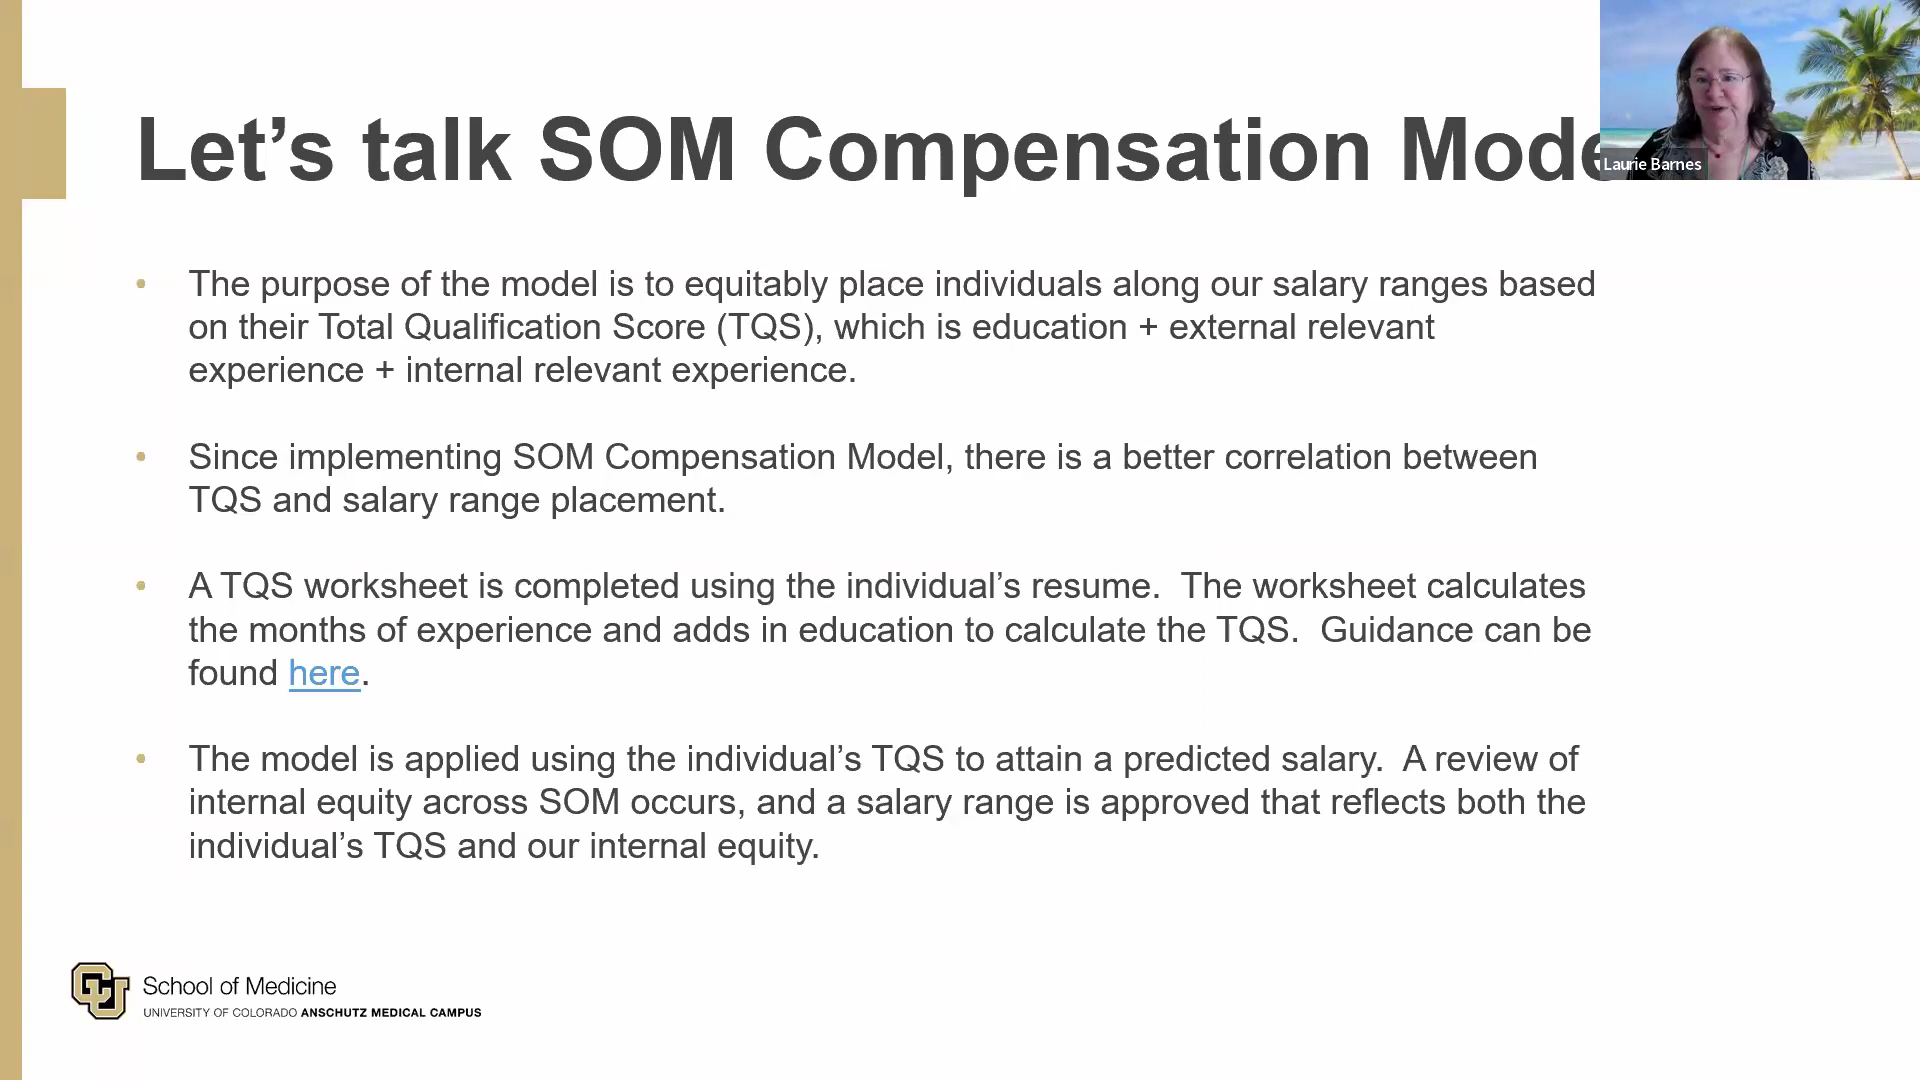 Let’s talk SOM Compensation Mode
Laurie Barnes
• The purpose of the model is to equitably place individuals along our salary ranges based
on their Total Qualification Score (TQS), which is education + external relevant
experience + internal relevant experience.
• Since implementing SOM Compensation Model, there is a better correlation between
TQS and salary range placement.
• A TQS worksheet is completed using the individual’s resume.  The worksheet calculates
the months of experience and adds in education to calculate the TQS.  Guidance can be
found here.
• The model is applied using the individual’s TQS to attain a predicted salary.  A review of
internal equity across SOM occurs, and a salary range is approved that reflects both the
individual’s TQS and our internal equity.
CU
School of Medicine
UNIVERSITY OF COLORADO ANSCHUTZ MEDICAL CAMPUS